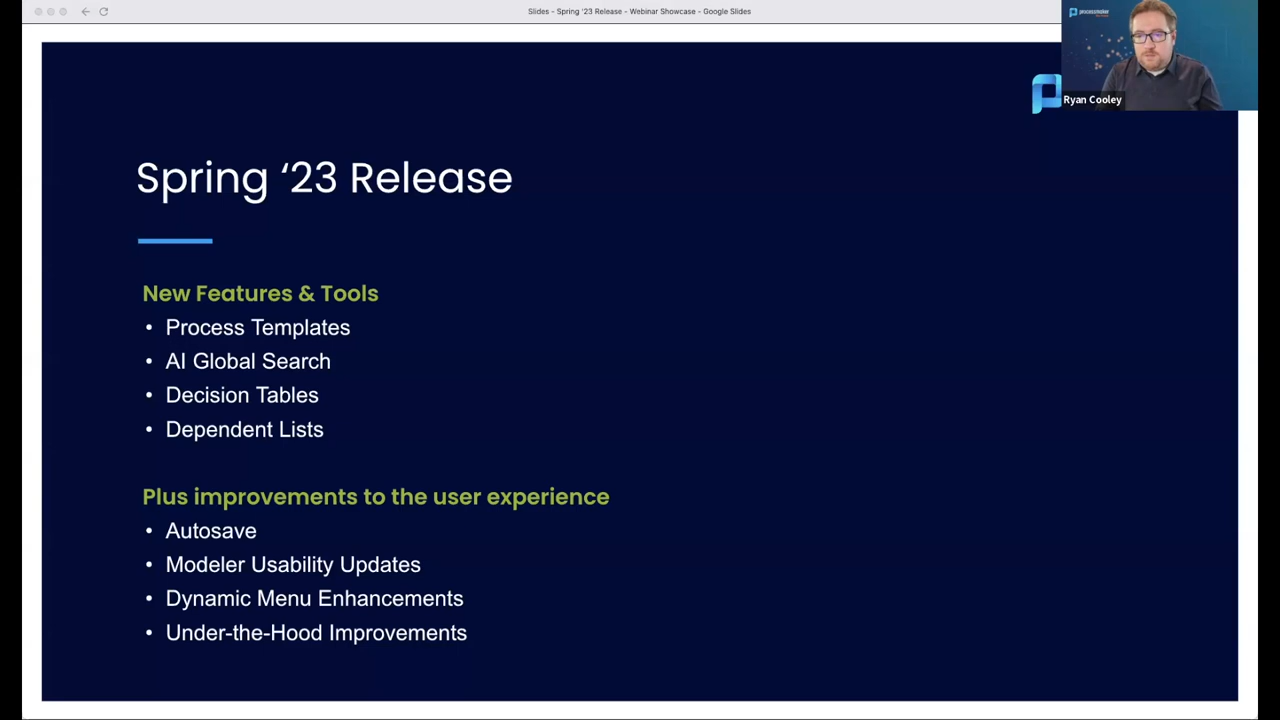 Slides - Spring '23 Release - Webinar Showcase - Google Slides
processmaker
Ryan Cooley
Spring ‘23 Release
New Features & Tools
• Process Templates
• AI Global Search
• Decision Tables
• Dependent Lists
Plus improvements to the user experience
• Autosave
• Modeler Usability Updates
• Dynamic Menu Enhancements
• Under-the-Hood Improvements